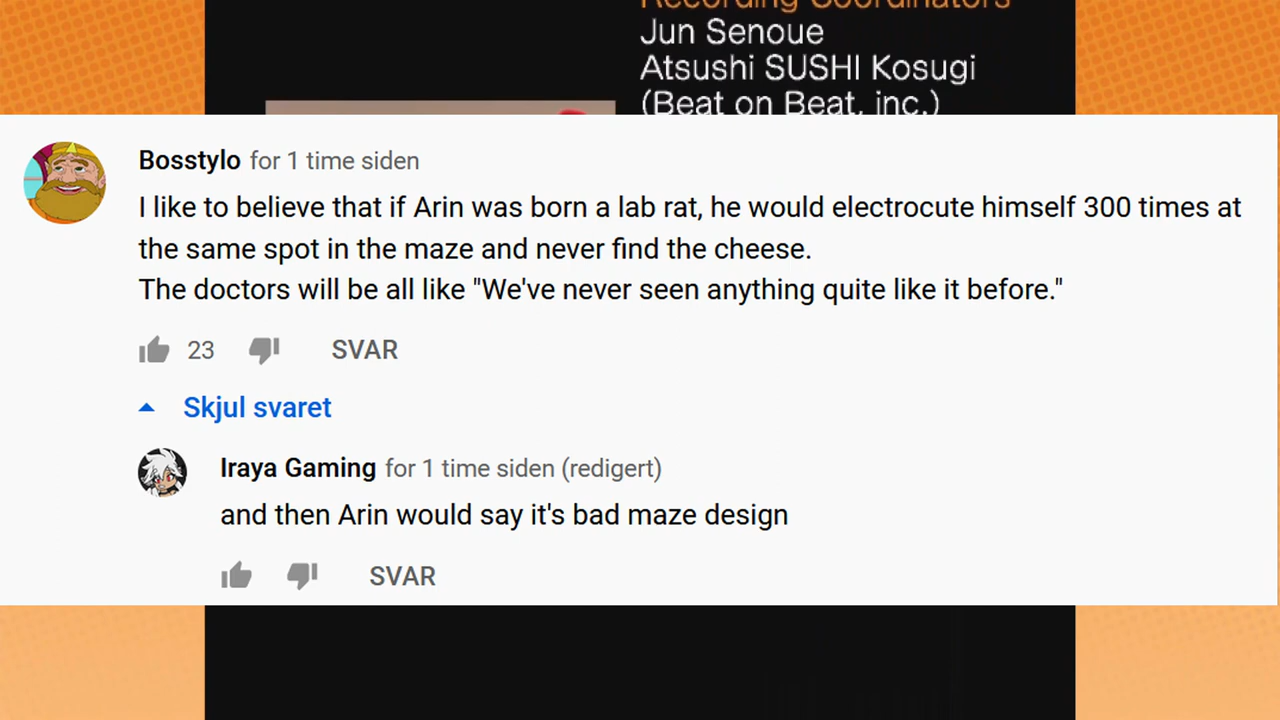 Recording Coordinators
Jun Senoue
Atsushi SUSHI Kosugi
(Beat on Beat, inc.)
Bosstylo for 1 time siden
I like to believe that if Arin was born a lab rat, he would electrocute himself 300 times at
the same spot in the maze and never find the cheese.
The doctors will be all like "We've never seen anything quite like it before."
23 SVAR
Skjul svaret
Iraya Gaming for 1 time siden (redigert)
and then Arin would say it's bad maze design
SVAR